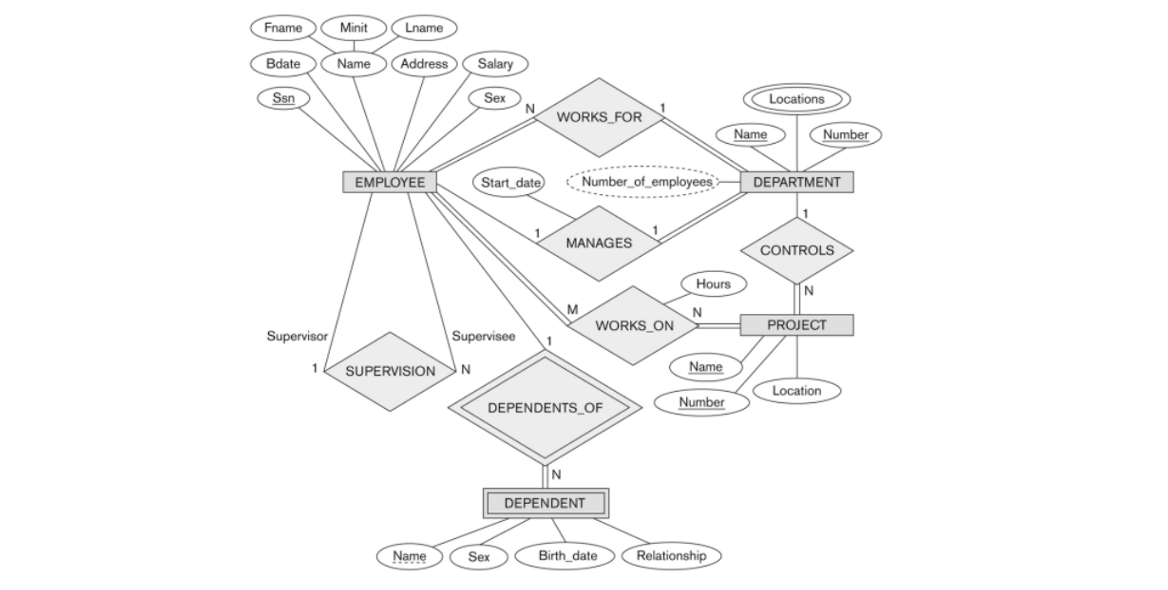 Fname
Minit
Lname
Bdate
Name
Address
Salary
Ssn
Sex
N
WORKS_FOR
1
Locations
Name
Number
EMPLOYEE
Start_date
Number_of_employees
DEPARTMENT
1
MANAGES
1
1
CONTROLS
N
Hours
M
WORKS_ON
N
PROJECT
Name
Number
Location
Supervisor
Supervisee
1
SUPERVISION
N
1
DEPENDENTS_OF
N
DEPENDENT
Name
Sex
Birth_date
Relationship